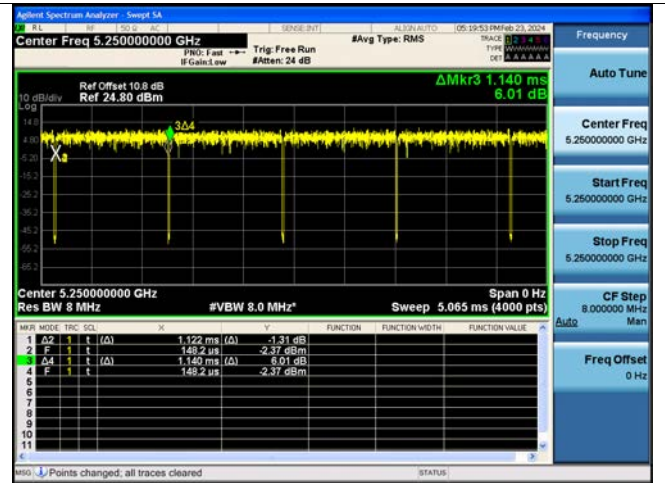 Agilent Spectrum Analyzer - Swept SA
RL RF 50 Ω AC SENSE:INT ALIGN AUTO 05:19:53 PM Feb 23, 2024
Center Freq 5.250000000 GHz
PNO: Fast
IFGain:Low
Trig: Free Run
#Atten: 24 dB
#Avg Type: RMS
TRACE 1 2 3 4 5 6
TYPE
DET A A A A A A
Frequency
Auto Tune
Ref Offset 10.8 dB
Ref 24.80 dBm
10 dB/div
Log
ΔMkr3 1.140 ms
6.01 dB
14.8
4.80
-5.20
-15.2
-25.2
-35.2
-45.2
-55.2
-65.2
3Δ4
Center Freq
5.250000000 GHz
Start Freq
5.250000000 GHz
Stop Freq
5.250000000 GHz
CF Step
8.000000 MHz
Auto Man
Freq Offset
0 Hz
Center 5.250000000 GHz Span 0 Hz
Res BW 8 MHz #VBW 8.0 MHz* Sweep 5.065 ms (4000 pts)
MKR MODE TRC SCL X Y FUNCTION FUNCTION WIDTH FUNCTION VALUE
1 Δ2 1 t (Δ) 1.122 ms (Δ) -1.31 dB
2 F 1 t 148.2 µs -2.37 dBm
3 Δ4 1 t (Δ) 1.140 ms (Δ) 6.01 dB
4 F 1 t 148.2 µs -2.37 dBm
5
6
7
8
9
10
11
MSG Points changed; all traces cleared STATUS